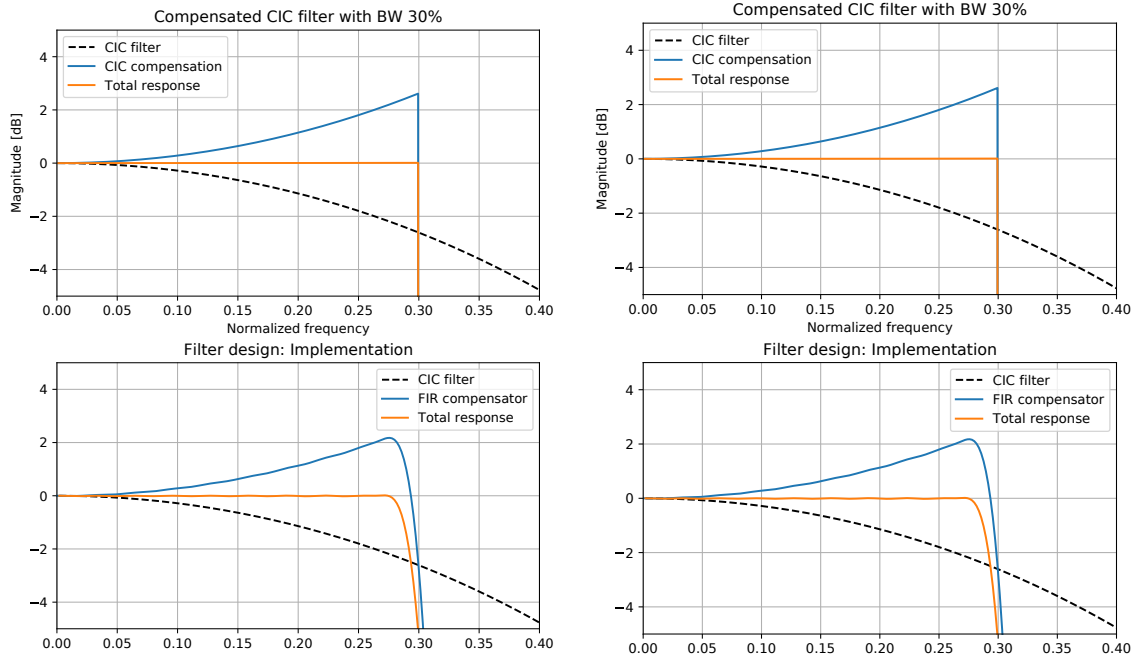 Compensated CIC filter with BW 30%
CIC filter
CIC compensation
Total response
Magnitude [dB]
4
2
0
−2
−4
0.00 0.05 0.10 0.15 0.20 0.25 0.30 0.35 0.40
Normalized frequency
Compensated CIC filter with BW 30%
CIC filter
CIC compensation
Total response
Magnitude [dB]
4
2
0
−2
−4
0.00 0.05 0.10 0.15 0.20 0.25 0.30 0.35 0.40
Normalized frequency
Filter design: Implementation
CIC filter
FIR compensator
Total response
4
2
0
−2
−4
0.00 0.05 0.10 0.15 0.20 0.25 0.30 0.35 0.40
Filter design: Implementation
CIC filter
FIR compensator
Total response
4
2
0
−2
−4
0.00 0.05 0.10 0.15 0.20 0.25 0.30 0.35 0.40